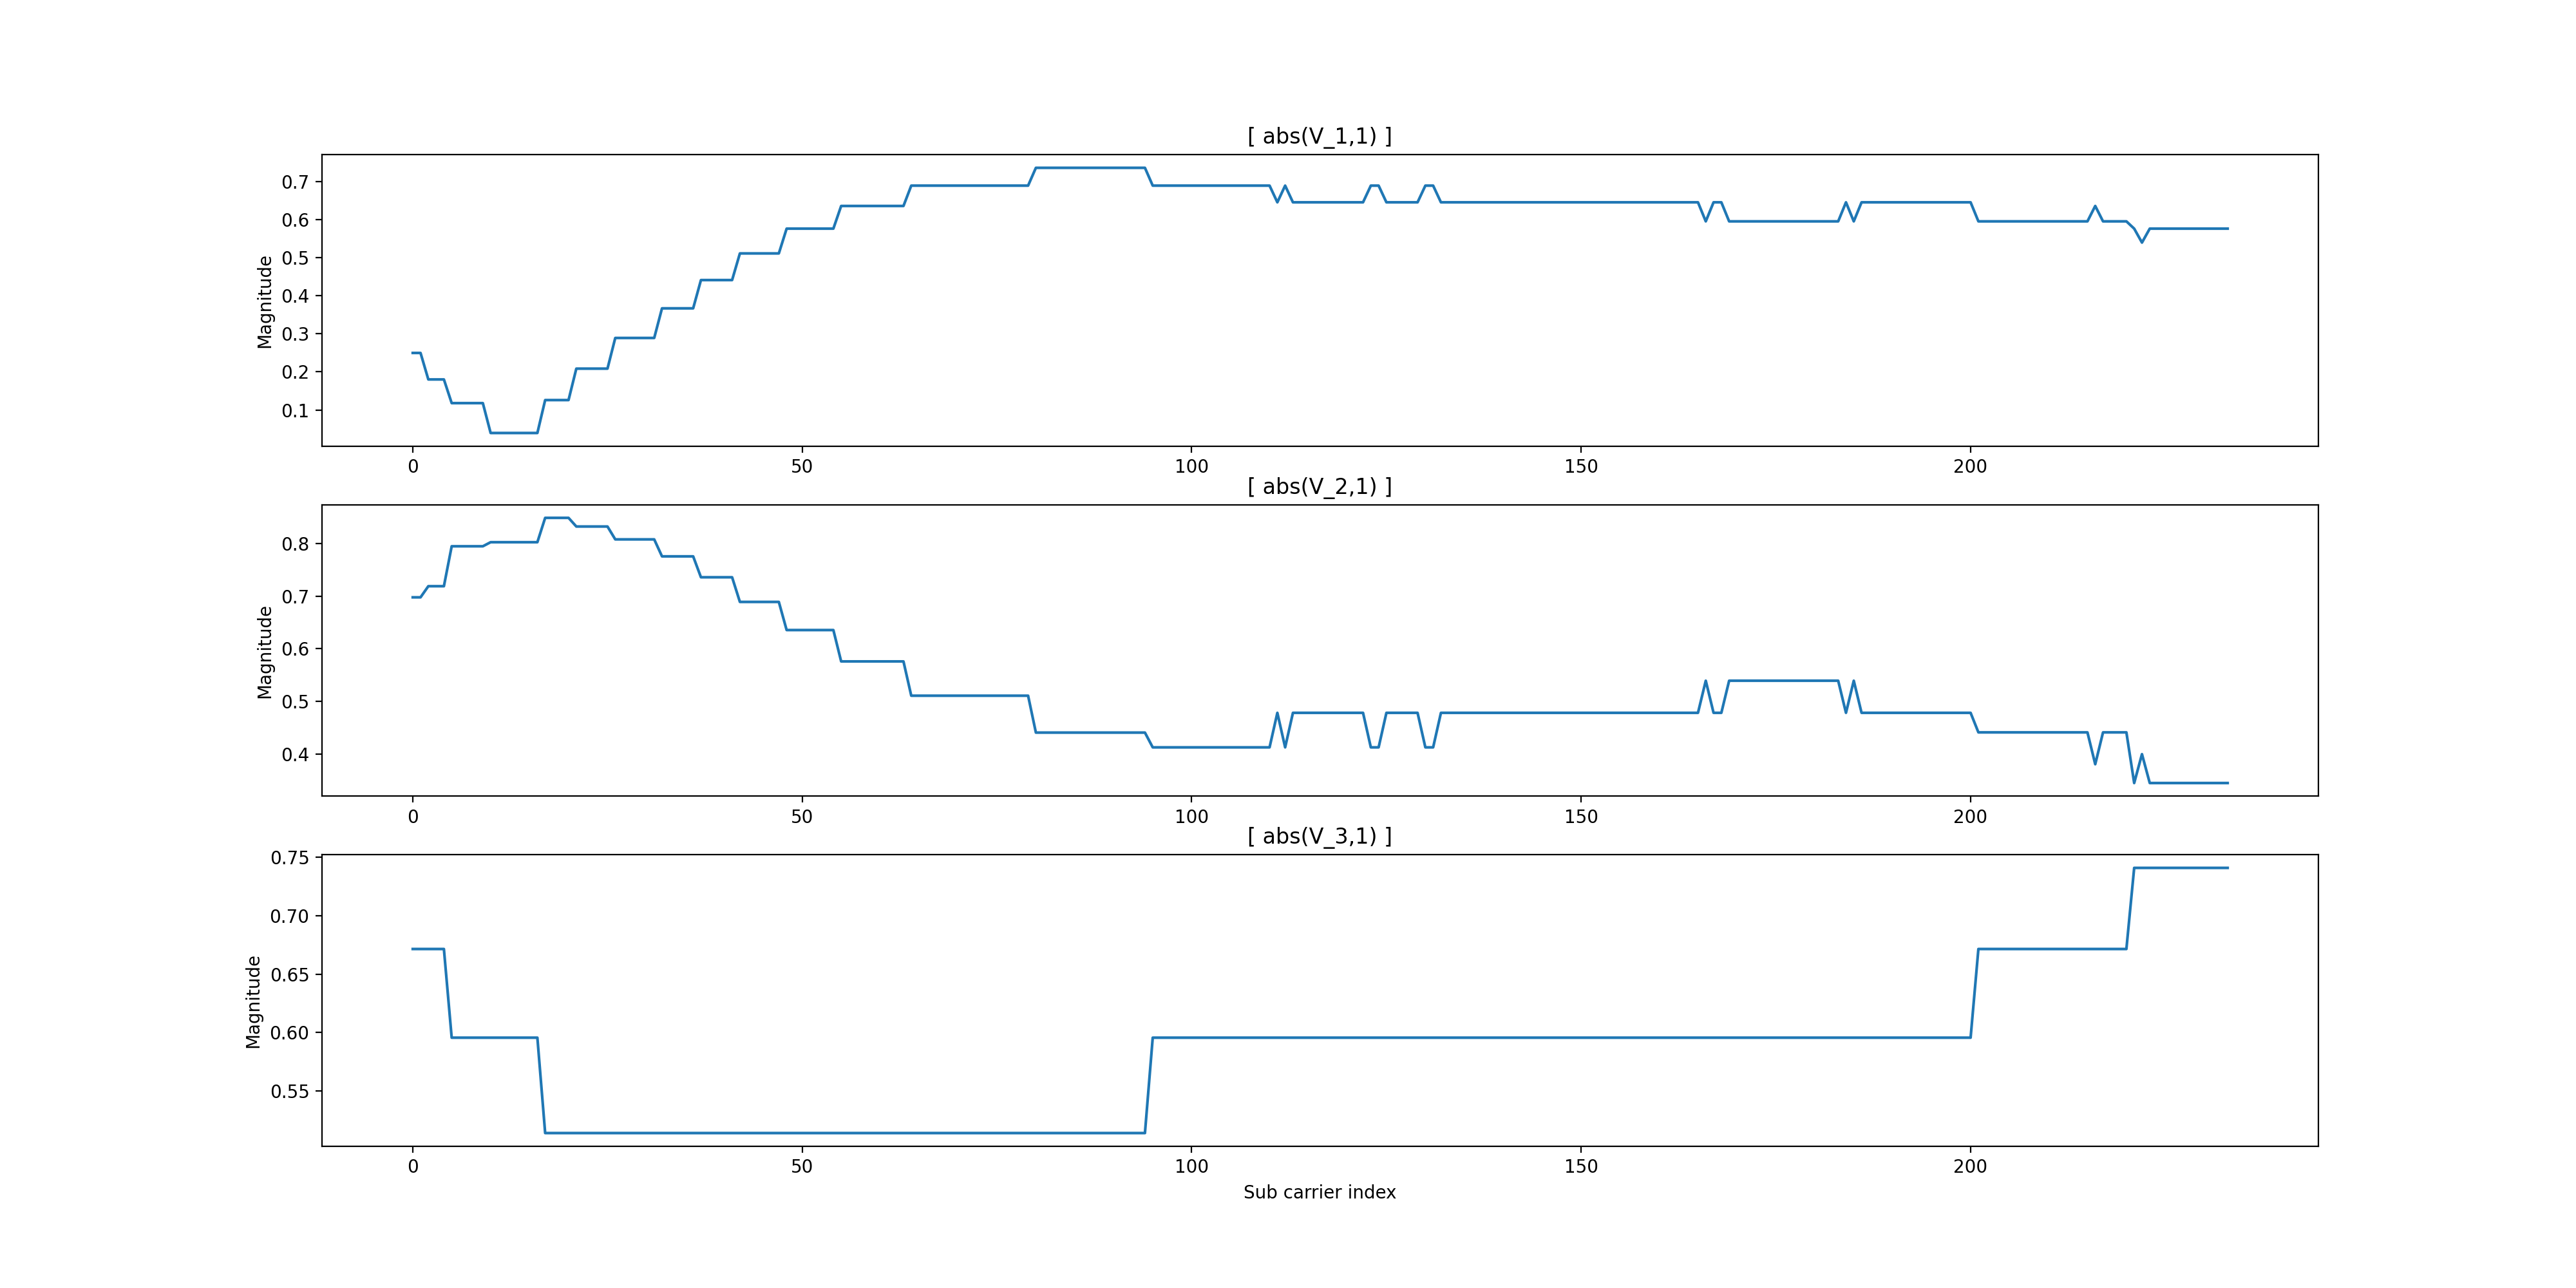 [ abs(V_1,1) ]
Magnitude
0.7
0.6
0.5
0.4
0.3
0.2
0.1
0 50 100 150 200
[ abs(V_2,1) ]
Magnitude
0.8
0.7
0.6
0.5
0.4
0 50 100 150 200
[ abs(V_3,1) ]
Magnitude
0.75
0.70
0.65
0.60
0.55
0 50 100 150 200
Sub carrier index